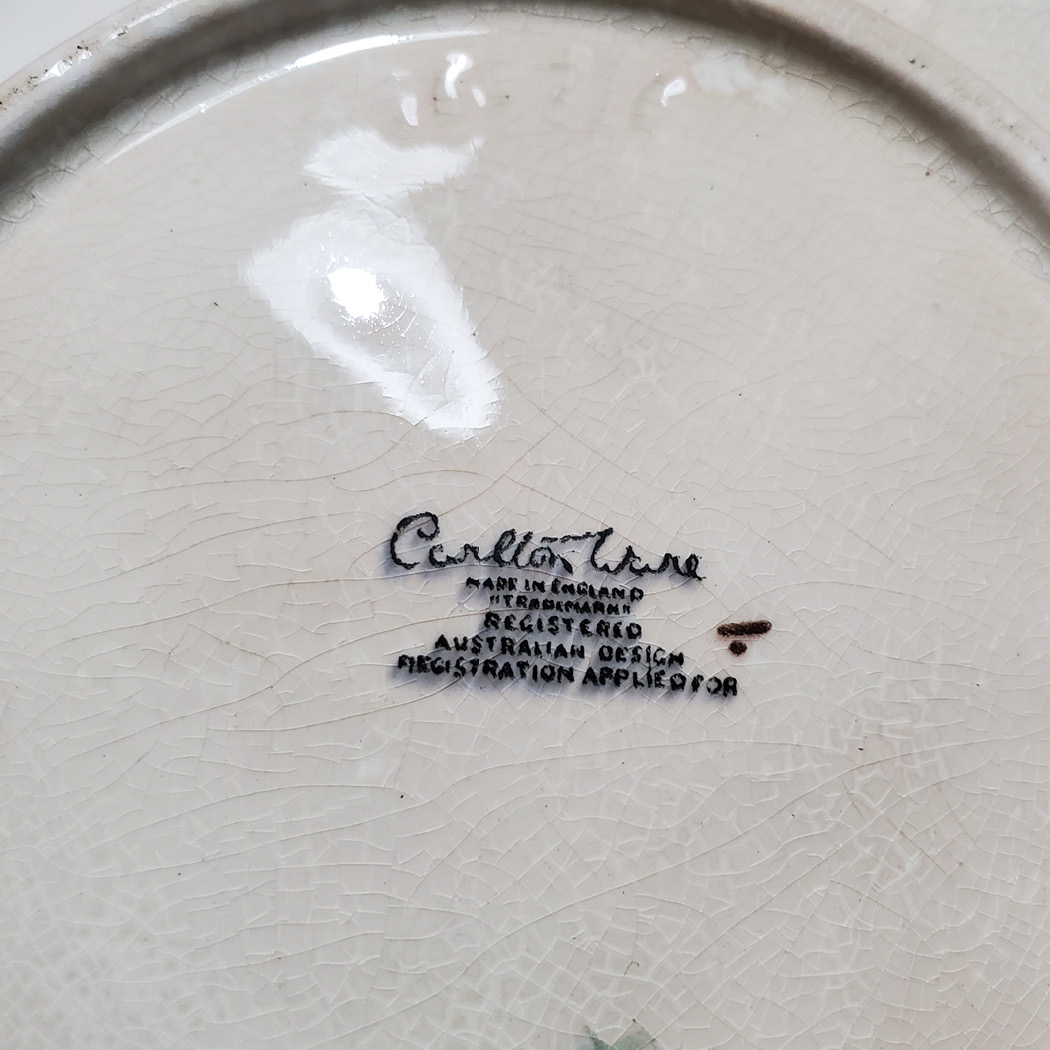 Carlton Ware
MADE IN ENGLAND
"TRADEMARK"
REGISTERED
AUSTRALIAN DESIGN
REGISTRATION APPLIED FOR